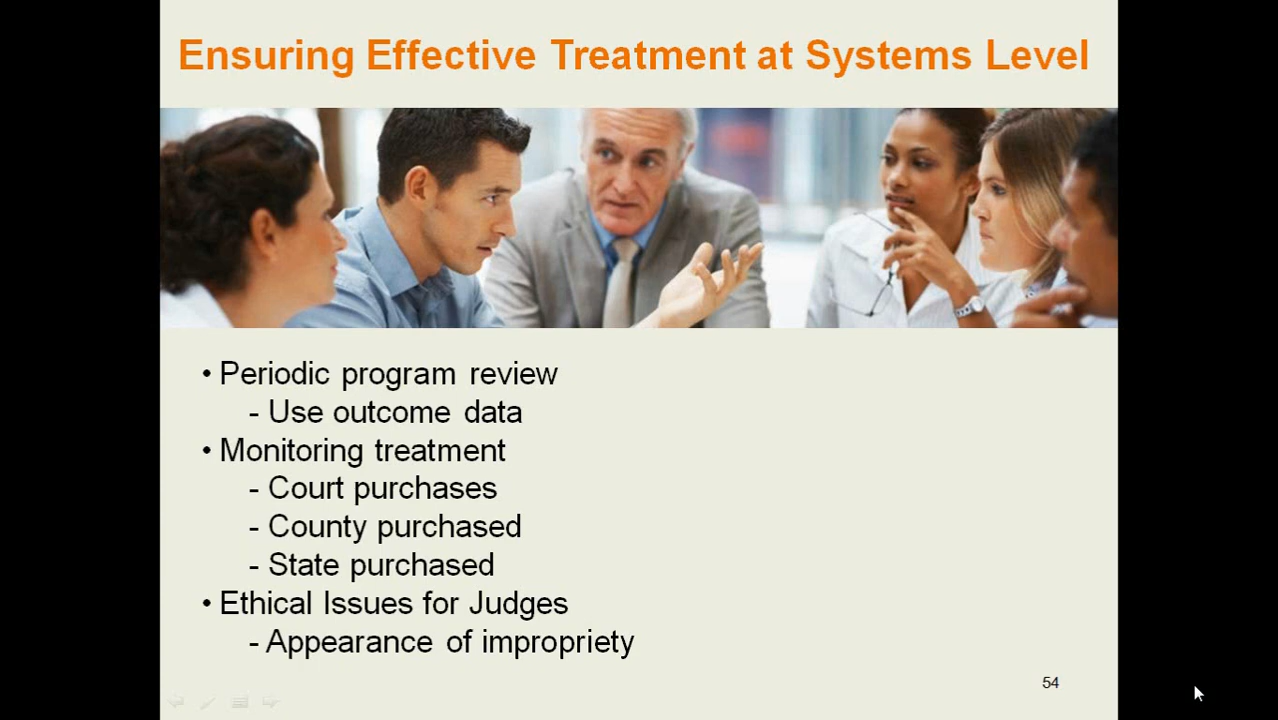 Ensuring Effective Treatment at Systems Level
• Periodic program review
- Use outcome data
• Monitoring treatment
- Court purchases
- County purchased
- State purchased
• Ethical Issues for Judges
- Appearance of impropriety
54